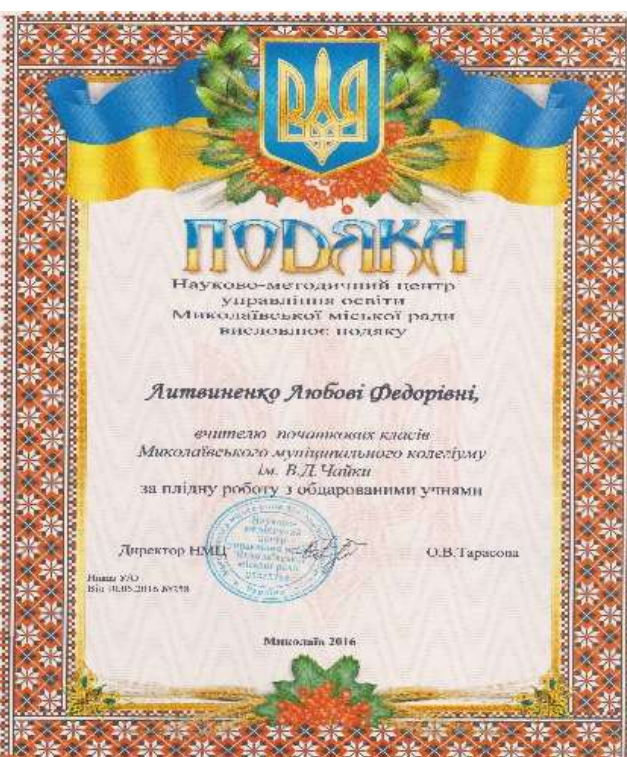 ПОДЯКА
Науково-методичний центр
управління освіти
Миколаївської міської ради
висловлює подяку
Литвиненко Любові Федорівні,
вчителю початкових класів
Миколаївського муніципального колегіуму
ім. В.Д.Чайки
за плідну роботу з обдарованими учнями
Директор НМЦ
О.В.Тарасова
Наказ У/О
Миколаїв 2016